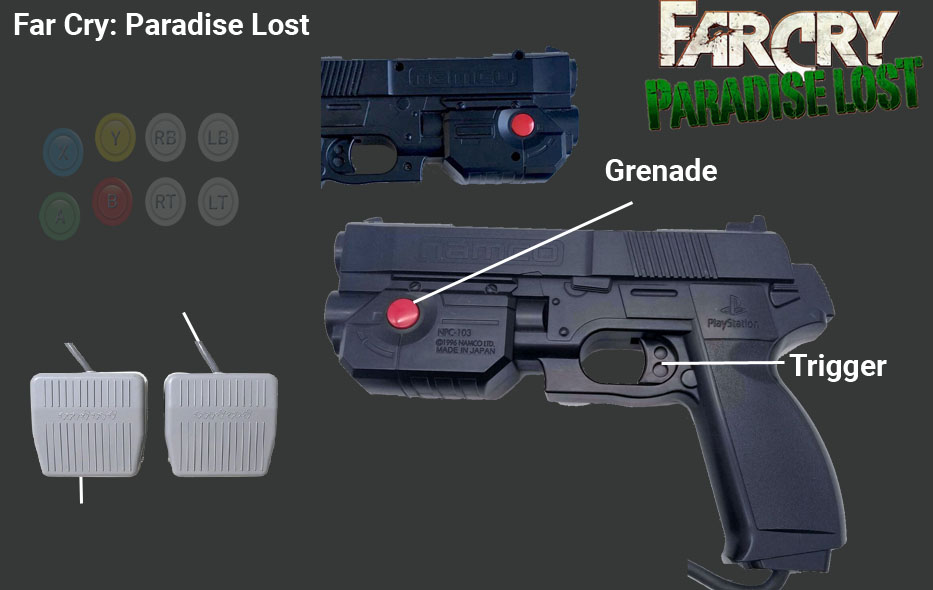 Far Cry: Paradise Lost
FARCRY
PARADISE LOST
namco
X
Y
RB
LB
A
B
RT
LT
Grenade
namco
NPC-103
©1996 NAMCO LTD.
MADE IN JAPAN
PlayStation
Trigger